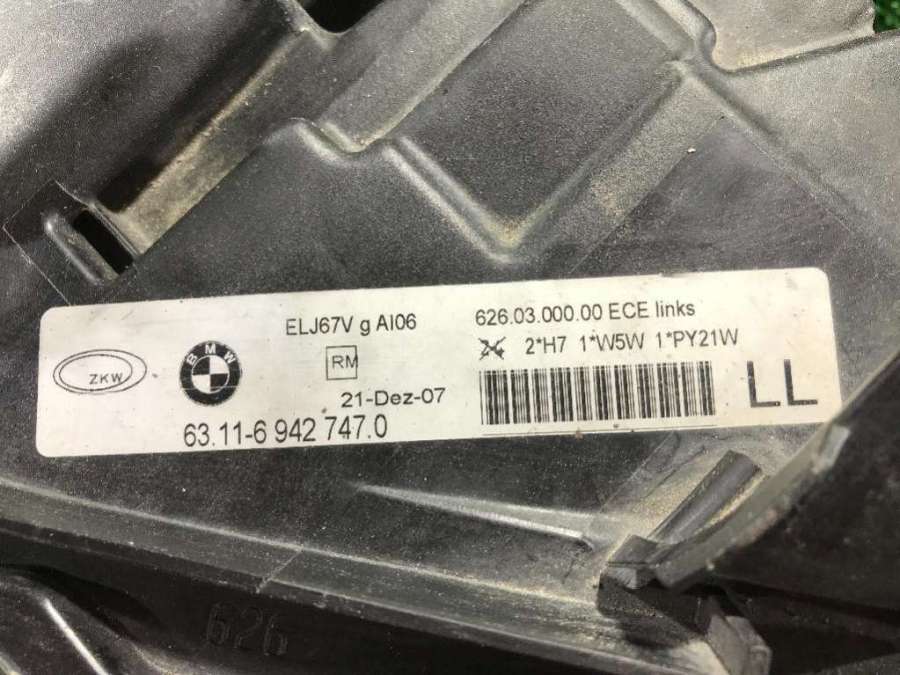 ELJ67V g AI06
626.03.000.00 ECE links
ZKW
BMW
RM
2*H7 1*W5W 1*PY21W
21-Dez-07
LL
63.11-6 942 747.0
626